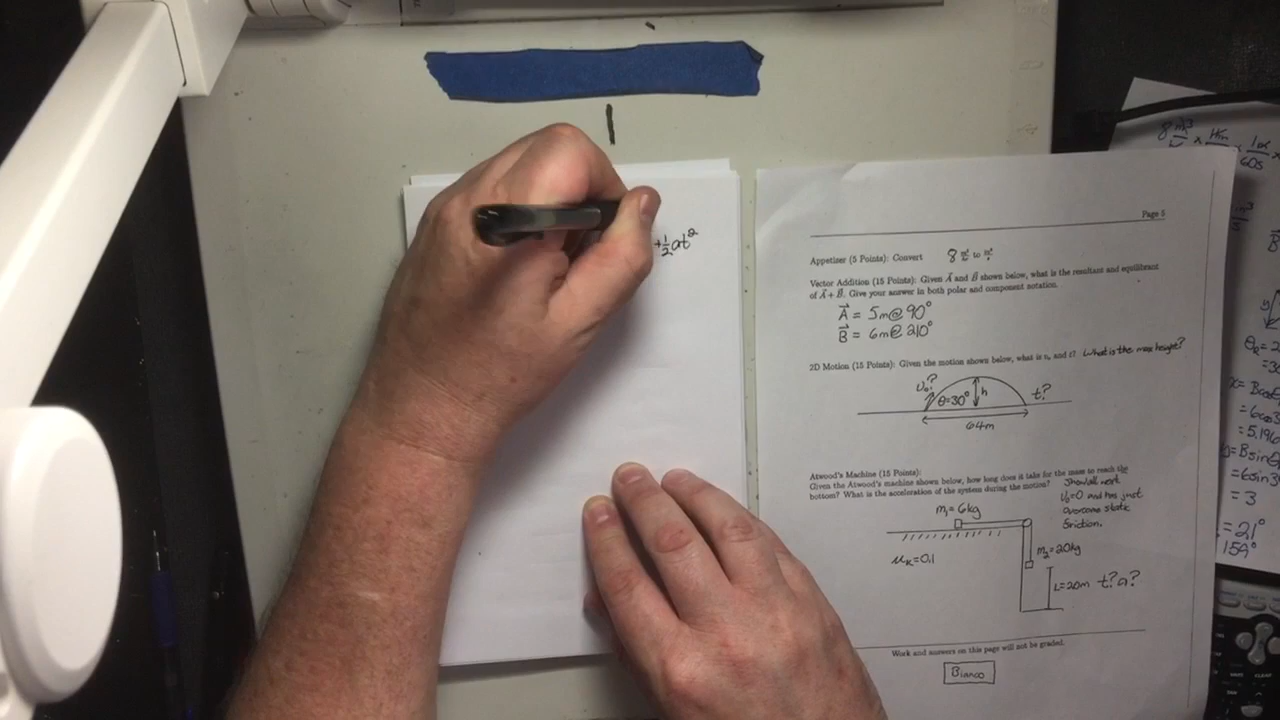 +½at²
Page 5
Appetizer (5 Points): Convert 8 to
Vector Addition (15 Points): Given A⃗ and B⃗ shown below, what is the resultant and equilibrant
of A⃗ + B⃗. Give your answer in both polar and component notation.
A⃗ = 5m@90°
B⃗ = 6m@210°
2D Motion (15 Points): Given the motion shown below, what is v₀ and t? What is the max height?
v₀? θ=30° h t?
64m
Atwood's Machine (15 Points):
Given the Atwood's machine shown below, how long does it take for the mass to reach the
bottom? What is the acceleration of the system during the motion?
Show all work
v₀=0 and has just
overcome static
friction.
m₁=6kg
m₂=20kg
μₖ=0.1
L=20m t? a?
Work and answers on this page will not be graded.
Bianco
8
60s
=6cos3
=5.196
=Bsinθ
=6sin3
=3
=21°
159°